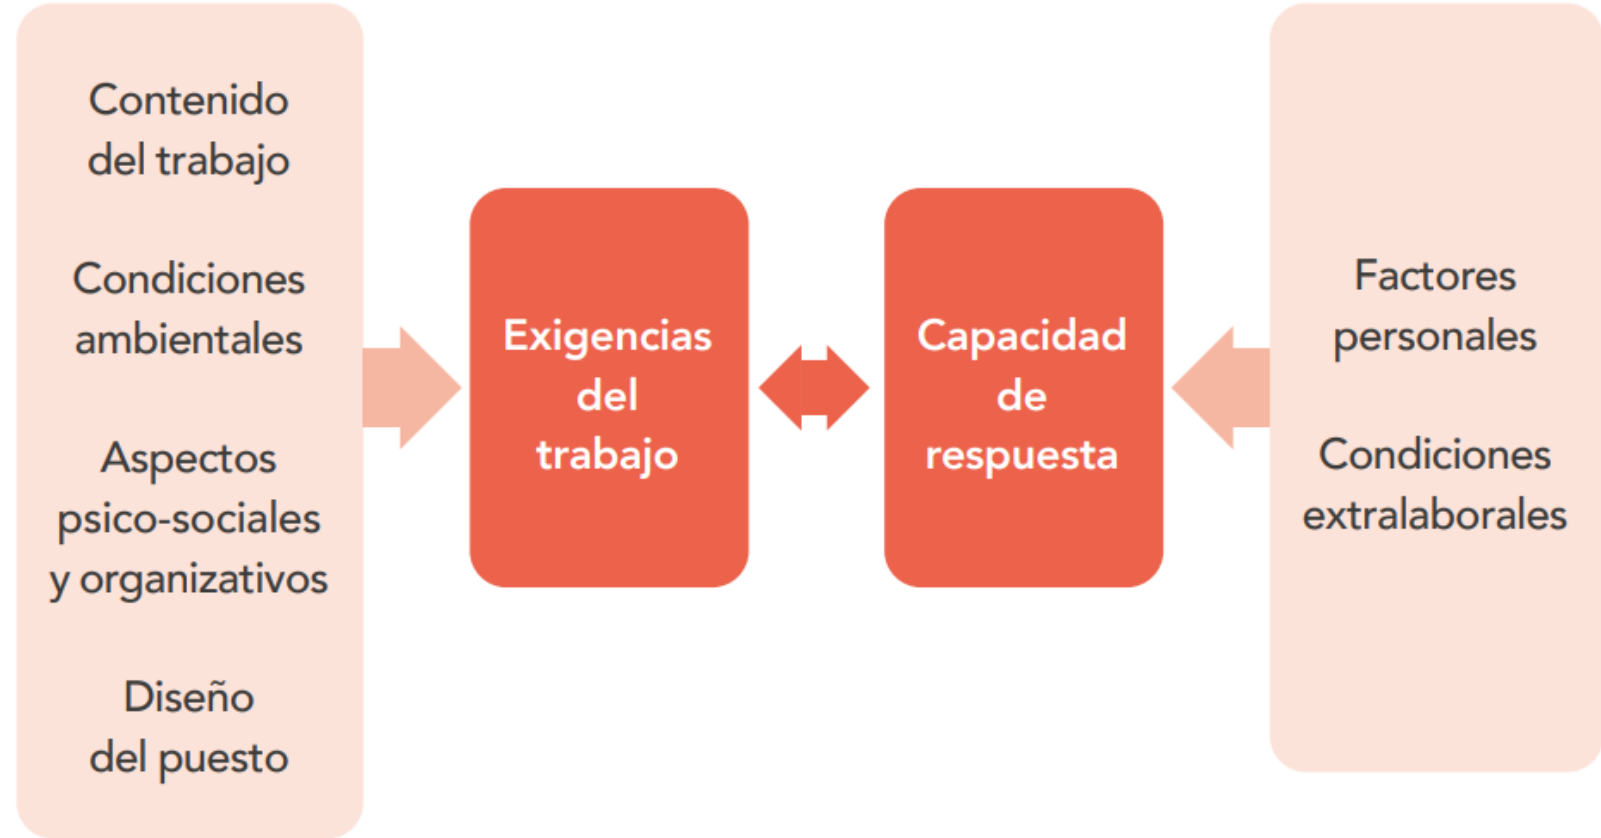 Contenido
del trabajo
Condiciones
ambientales
Aspectos
psico-sociales
y organizativos
Diseño
del puesto
Exigencias
del
trabajo
Capacidad
de
respuesta
Factores
personales
Condiciones
extralaborales